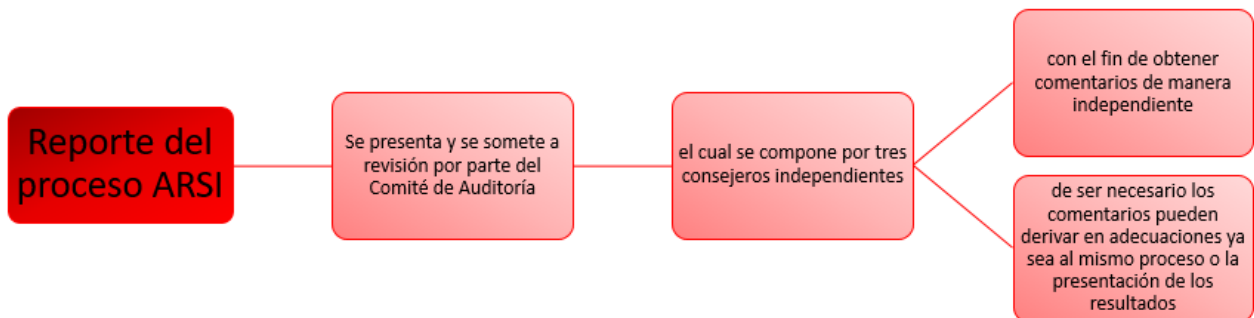 Reporte del
proceso ARSI
Se presenta y se somete a
revisión por parte del
Comité de Auditoría
el cual se compone por tres
consejeros independientes
con el fin de obtener
comentarios de manera
independiente
de ser necesario los
comentarios pueden
derivar en adecuaciones ya
sea al mismo proceso o la
presentación de los
resultados